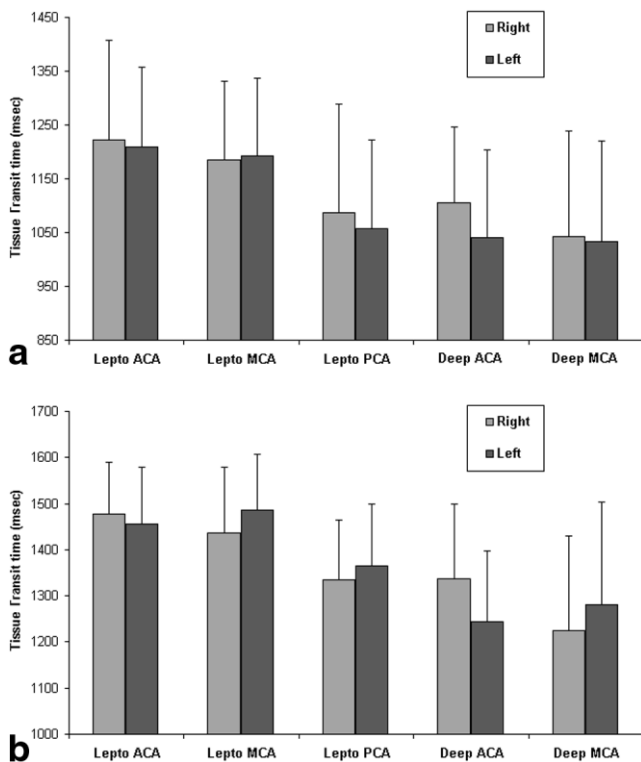 1450
1350
1250
1150
1050
950
850
Tissue Transit time (msec)
Right
Left
Lepto ACA Lepto MCA Lepto PCA Deep ACA Deep MCA
a
1700
1600
1500
1400
1300
1200
1100
1000
Tissue Transit time (msec)
Right
Left
Lepto ACA Lepto MCA Lepto PCA Deep ACA Deep MCA
b